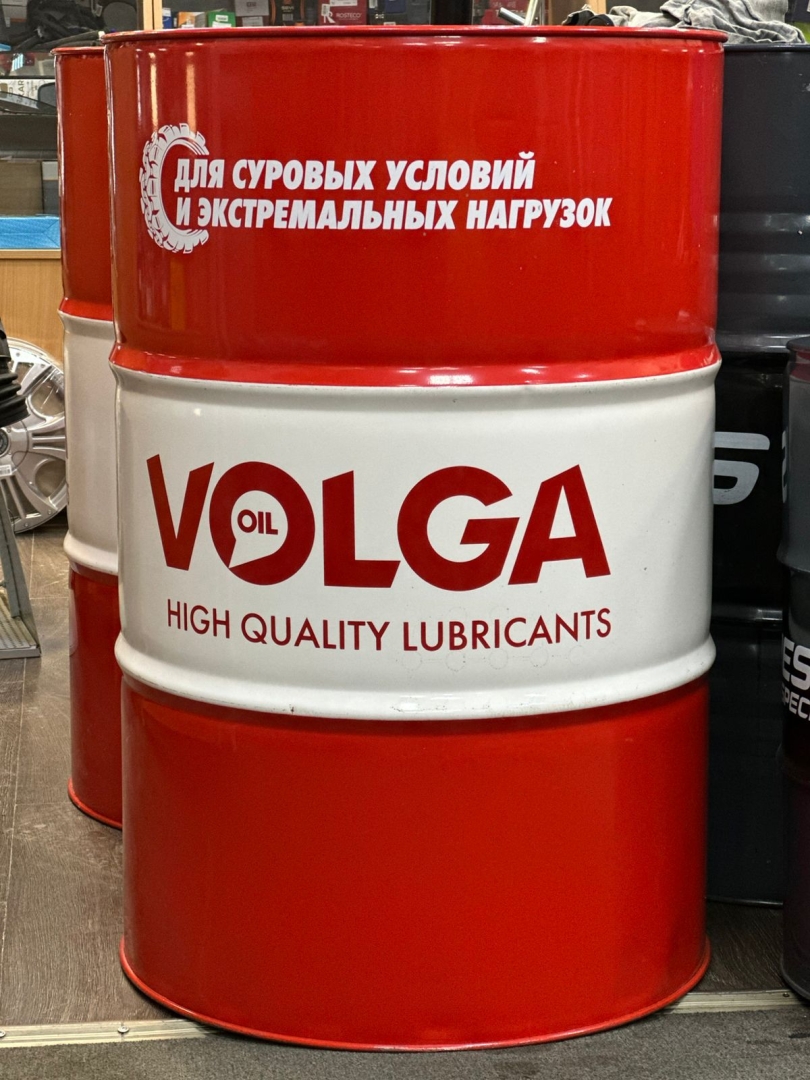 ДЛЯ СУРОВЫХ УСЛОВИЙ
И ЭКСТРЕМАЛЬНЫХ НАГРУЗОК
VOLGA
OIL
HIGH QUALITY LUBRICANTS